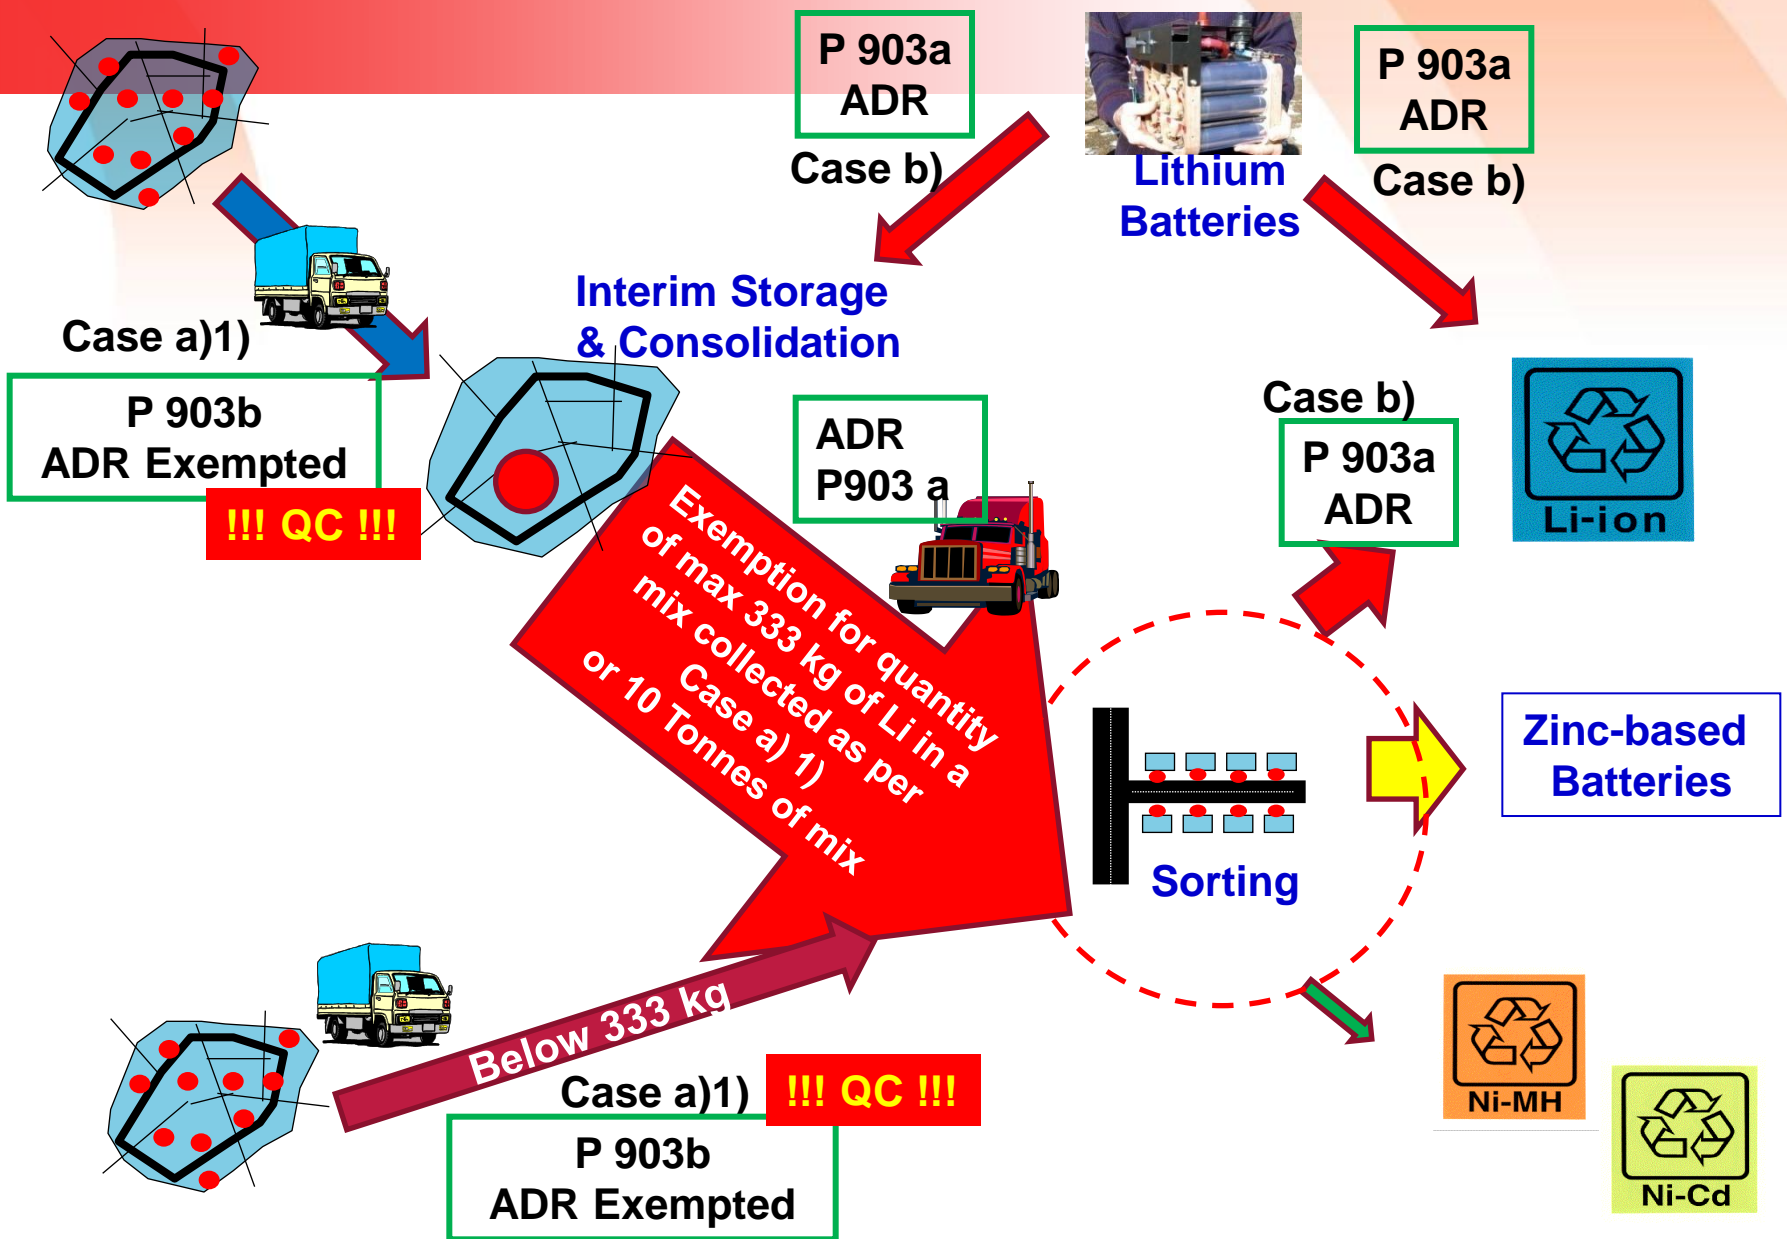 P 903a
ADR
Case b)
Lithium
Batteries
P 903a
ADR
Case b)
Interim Storage
& Consolidation
Case a)1)
P 903b
ADR Exempted
!!! QC !!!
ADR
P903 a
Exemption for quantity
of max 333 kg of Li in a
mix collected as per
Case a) 1)
or 10 Tonnes of mix
Case b)
P 903a
ADR
Li-ion
Zinc-based
Batteries
Sorting
Below 333 kg
Case a)1)
!!! QC !!!
P 903b
ADR Exempted
Ni-MH
Ni-Cd